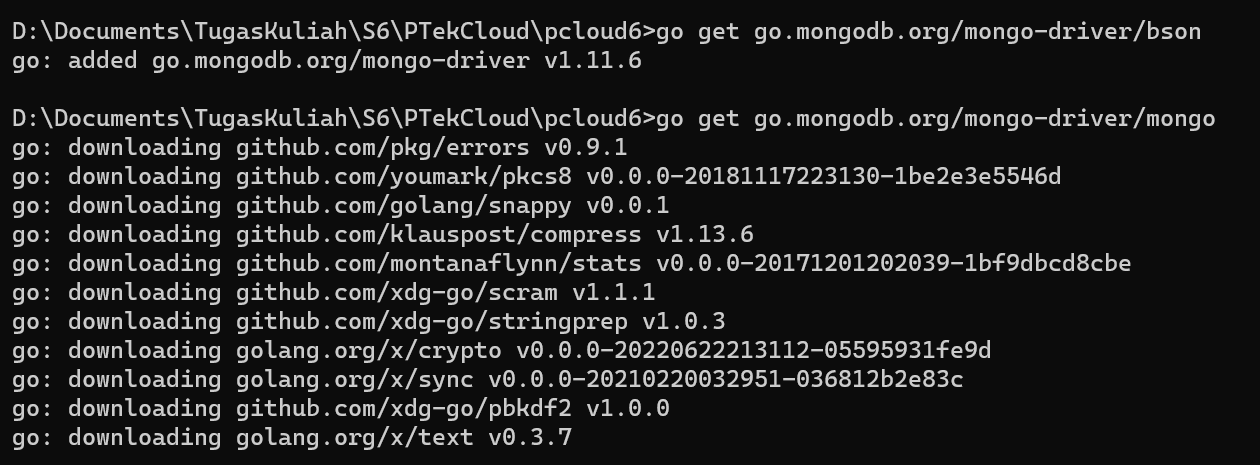 D:\Documents\TugasKuliah\S6\PTekCloud\pcloud6>go get go.mongodb.org/mongo-driver/bson
go: added go.mongodb.org/mongo-driver v1.11.6
D:\Documents\TugasKuliah\S6\PTekCloud\pcloud6>go get go.mongodb.org/mongo-driver/mongo
go: downloading github.com/pkg/errors v0.9.1
go: downloading github.com/youmark/pkcs8 v0.0.0-20181117223130-1be2e3e5546d
go: downloading github.com/golang/snappy v0.0.1
go: downloading github.com/klauspost/compress v1.13.6
go: downloading github.com/montanaflynn/stats v0.0.0-20171201202039-1bf9dbcd8cbe
go: downloading github.com/xdg-go/scram v1.1.1
go: downloading github.com/xdg-go/stringprep v1.0.3
go: downloading golang.org/x/crypto v0.0.0-20220622213112-05595931fe9d
go: downloading golang.org/x/sync v0.0.0-20210220032951-036812b2e83c
go: downloading github.com/xdg-go/pbkdf2 v1.0.0
go: downloading golang.org/x/text v0.3.7